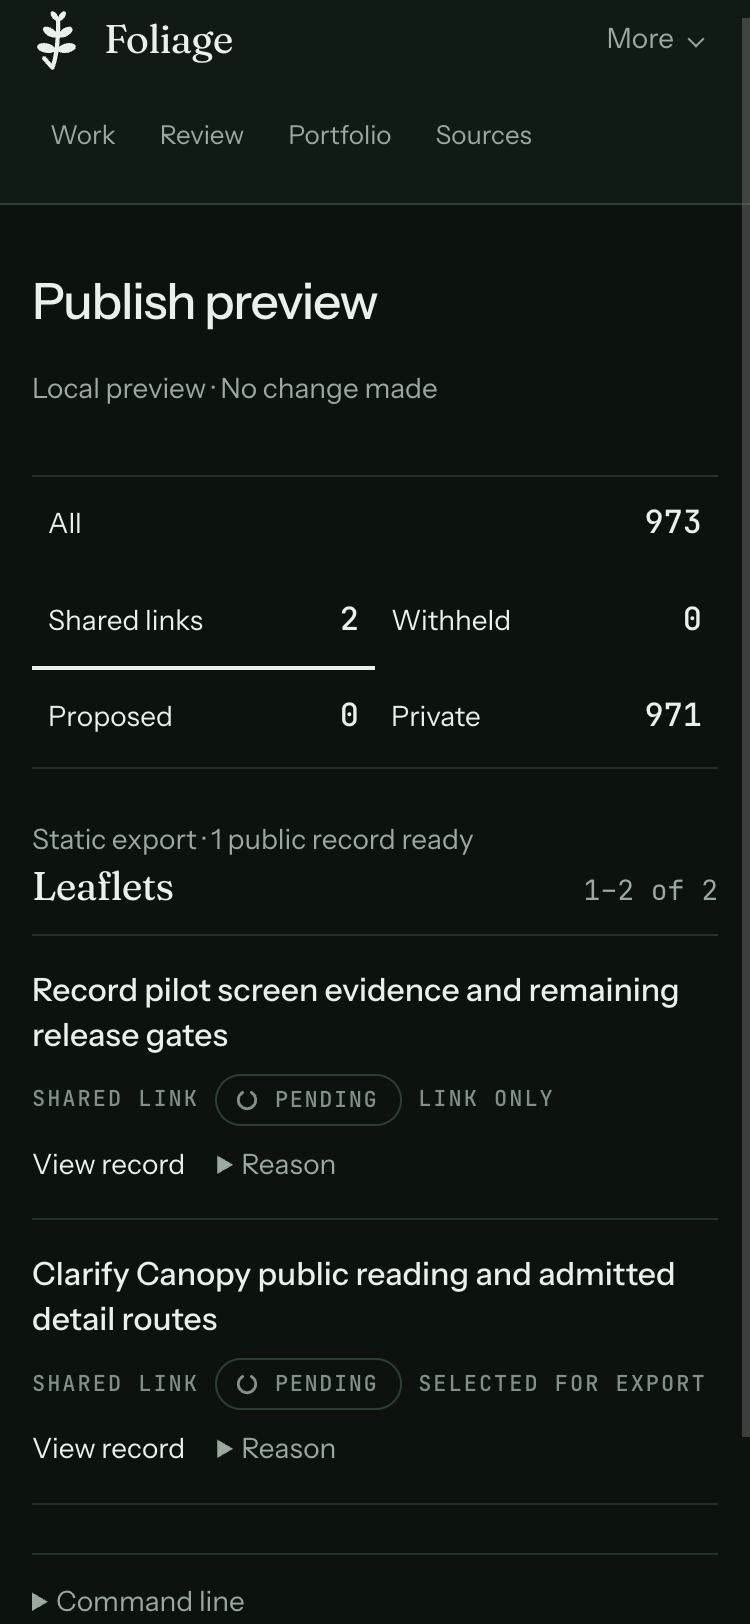 Foliage
More
Work Review Portfolio Sources
Publish preview
Local preview · No change made
All 973
Shared links 2 Withheld 0
Proposed 0 Private 971
Static export · 1 public record ready
Leaflets 1–2 of 2
Record pilot screen evidence and remaining
release gates
SHARED LINK PENDING LINK ONLY
View record Reason
Clarify Canopy public reading and admitted
detail routes
SHARED LINK PENDING SELECTED FOR EXPORT
View record Reason
Command line